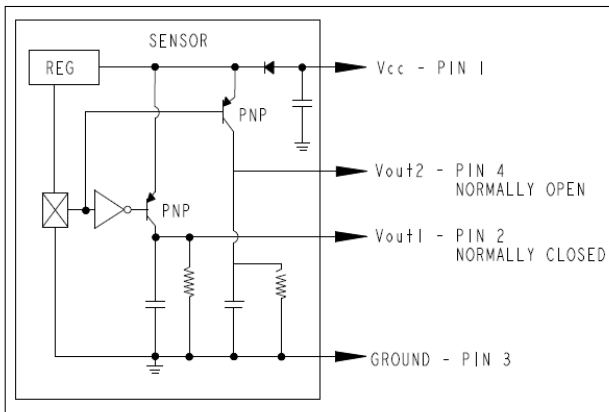 SENSOR
REG
Vcc - PIN 1
PNP
Vout2 - PIN 4
NORMALLY OPEN
PNP
Vout1 - PIN 2
NORMALLY CLOSED
GROUND - PIN 3